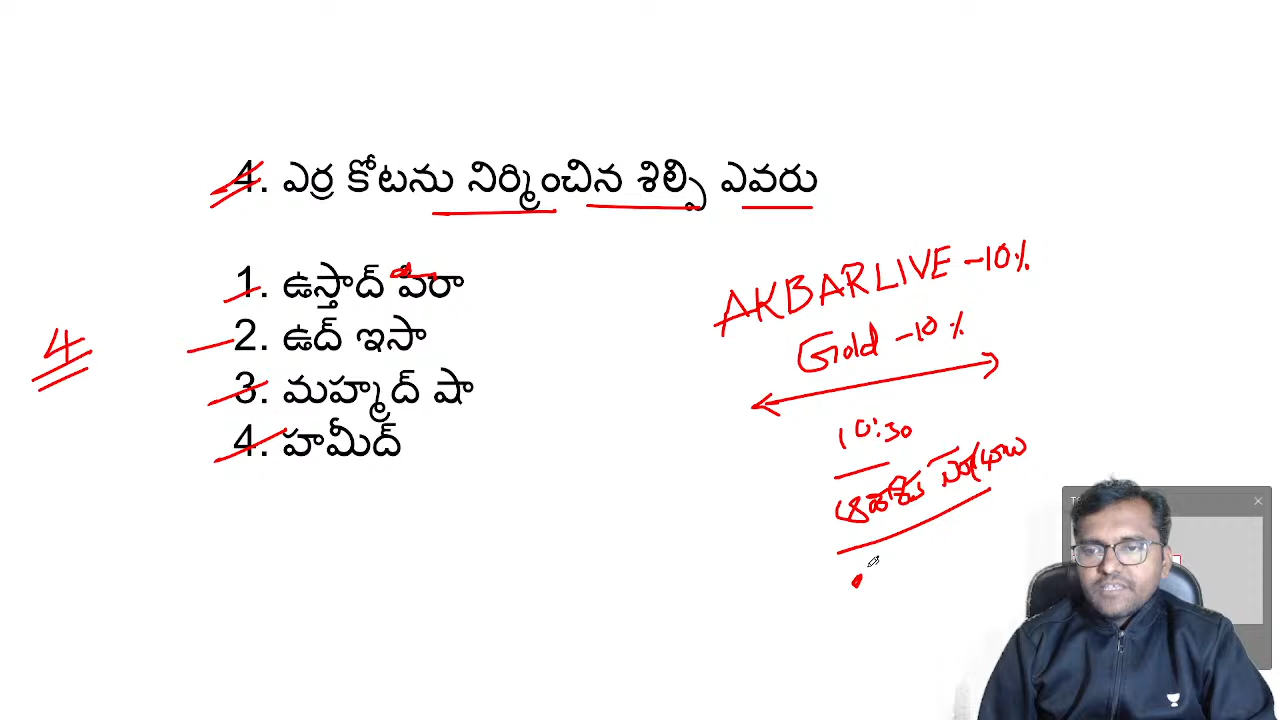 4. ఎర్ర కోటను నిర్మించిన శిల్పి ఎవరు
1. ఉస్తాద్ పీరా
2. ఉద్ ఇసా
3. మహ్మద్ షా
4. హమీద్
4
AKBARLIVE -10%
Gold -10%
10:30